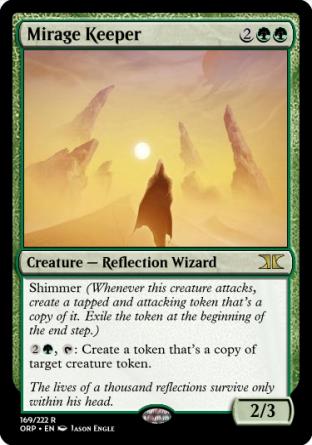 Mirage Keeper 2
Creature — Reflection Wizard
Shimmer (Whenever this creature attacks,
create a tapped and attacking token that's a
copy of it. Exile the token at the beginning of
the end step.)
2 , : Create a token that's a copy of
target creature token.
The lives of a thousand reflections survive only
within his head.
2/3
169/222 R
ORP • EN Jason Engle